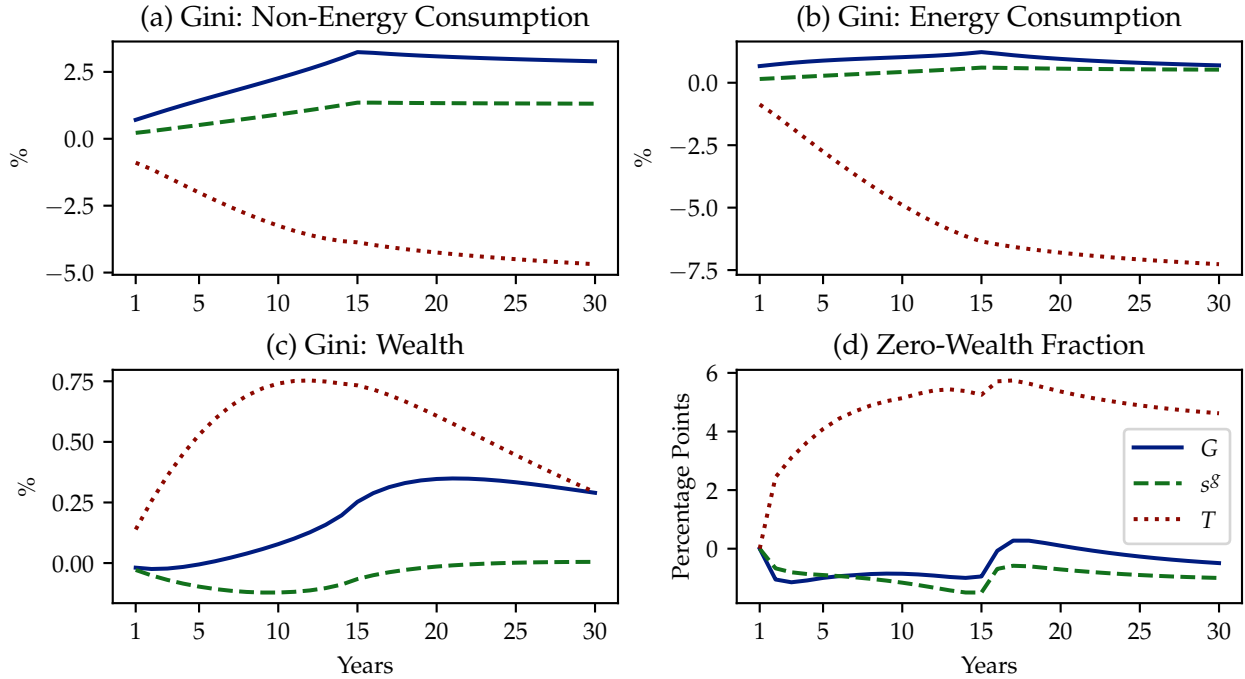 (a) Gini: Non-Energy Consumption
2.5
0.0
−2.5
−5.0
%
1 5 10 15 20 25 30
(b) Gini: Energy Consumption
0.0
−2.5
−5.0
−7.5
%
1 5 10 15 20 25 30
(c) Gini: Wealth
0.75
0.50
0.25
0.00
%
1 5 10 15 20 25 30
Years
(d) Zero-Wealth Fraction
6
4
2
0
Percentage Points
G
s^g
T
1 5 10 15 20 25 30
Years